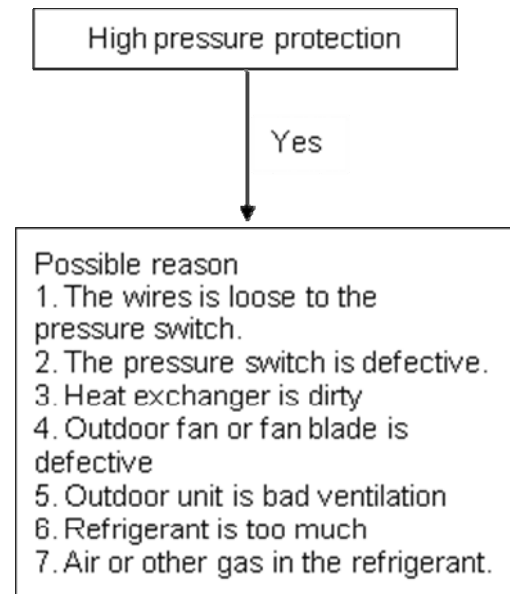 High pressure protection
Yes
Possible reason
1. The wires is loose to the
pressure switch.
2. The pressure switch is defective.
3. Heat exchanger is dirty
4. Outdoor fan or fan blade is
defective
5. Outdoor unit is bad ventilation
6. Refrigerant is too much
7. Air or other gas in the refrigerant.